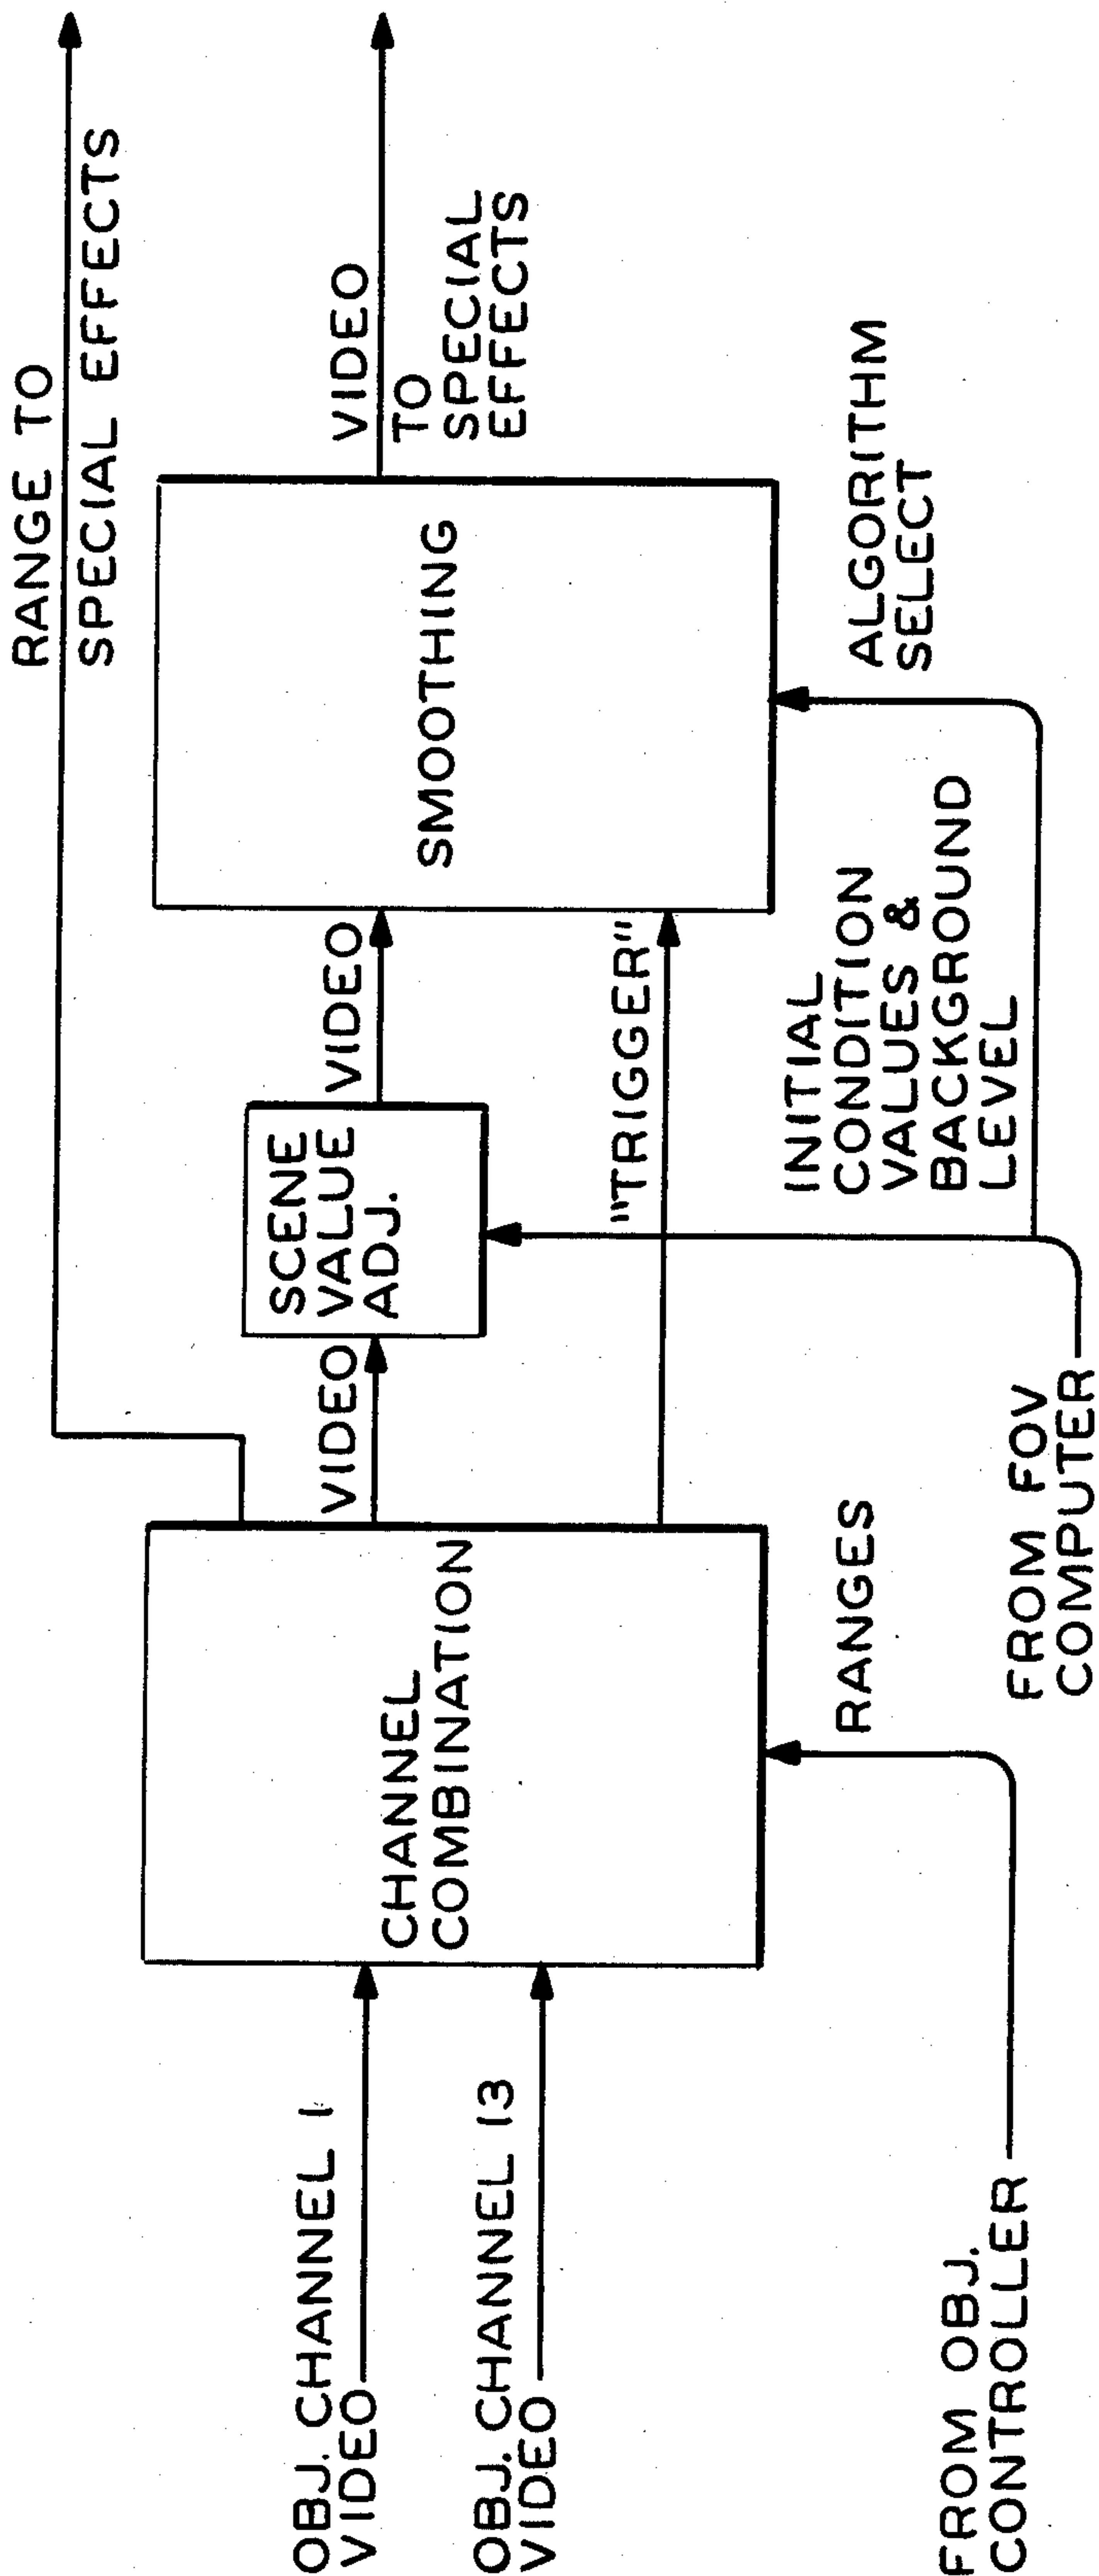 OBJ. CHANNEL 1
VIDEO
OBJ. CHANNEL 13
VIDEO
FROM OBJ.
CONTROLLER
CHANNEL
COMBINATION
RANGES
FROM FOV
COMPUTER
VIDEO
SCENE
VALUE
ADJ.
"TRIGGER"
VIDEO
INITIAL
CONDITION
VALUES &
BACKGROUND
LEVEL
SMOOTHING
ALGORITHM
SELECT
RANGE TO
SPECIAL EFFECTS
VIDEO
TO
SPECIAL
EFFECTS